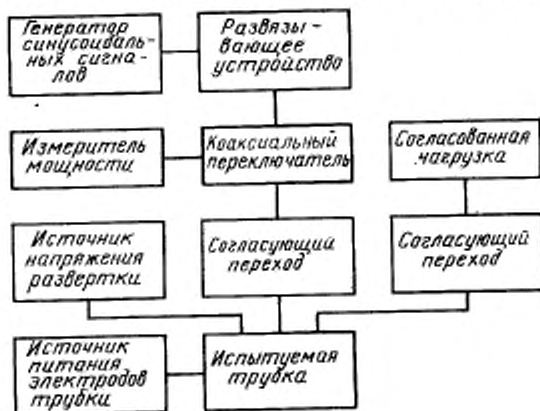 Генератор
синусоидаль-
ных сигна-
лов
Развязы-
вающее
устройство
Измеритель
мощности
Коаксиальный
переключатель
Согласованная
нагрузка
Источник
напряжения
развертки
Согласующий
переход
Согласующий
переход
Источник
питания
электродов
трубки
Испытуемая
трубка